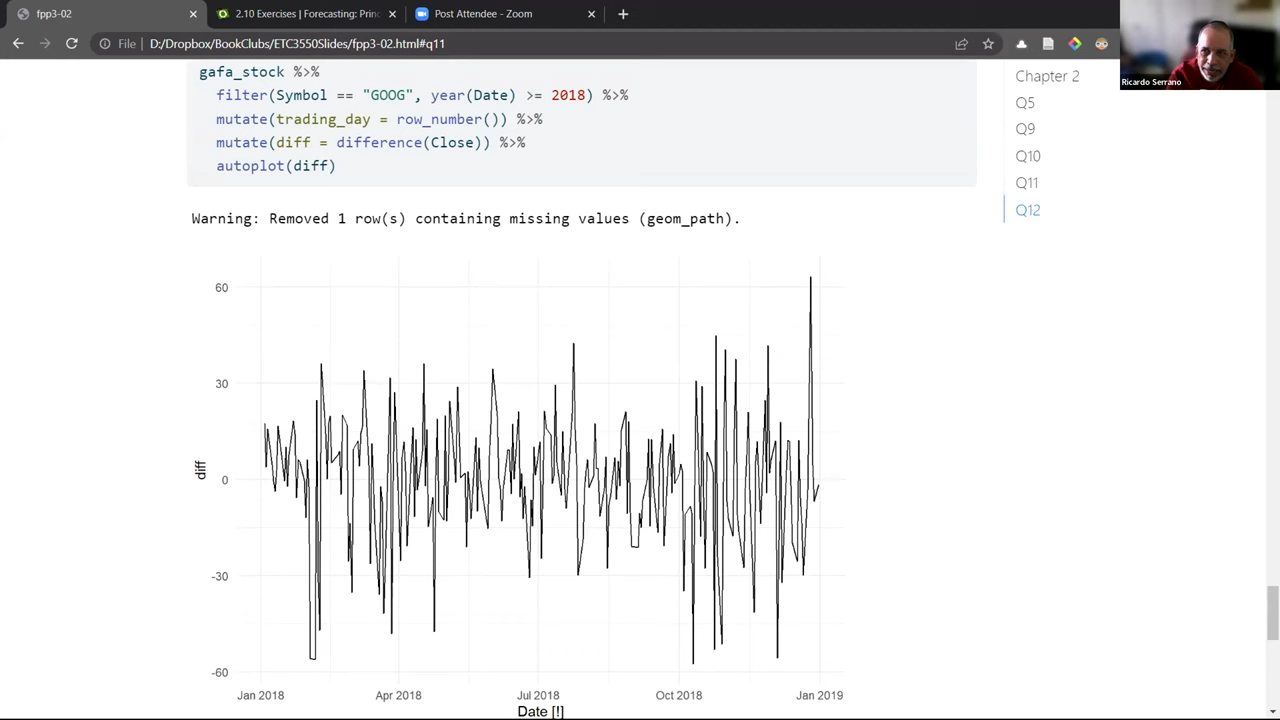 fpp3-02
2.10 Exercises | Forecasting: Princ
Post Attendee - Zoom
File D:/Dropbox/BookClubs/ETC3550Slides/fpp3-02.html#q11
Ricardo Serrano
gafa_stock %>%
filter(Symbol == "GOOG", year(Date) >= 2018) %>%
mutate(trading_day = row_number()) %>%
mutate(diff = difference(Close)) %>%
autoplot(diff)
Chapter 2
Q5
Q9
Q10
Q11
Q12
Warning: Removed 1 row(s) containing missing values (geom_path).
60
30
0
-30
-60
diff
Jan 2018 Apr 2018 Jul 2018 Oct 2018 Jan 2019
Date [!]